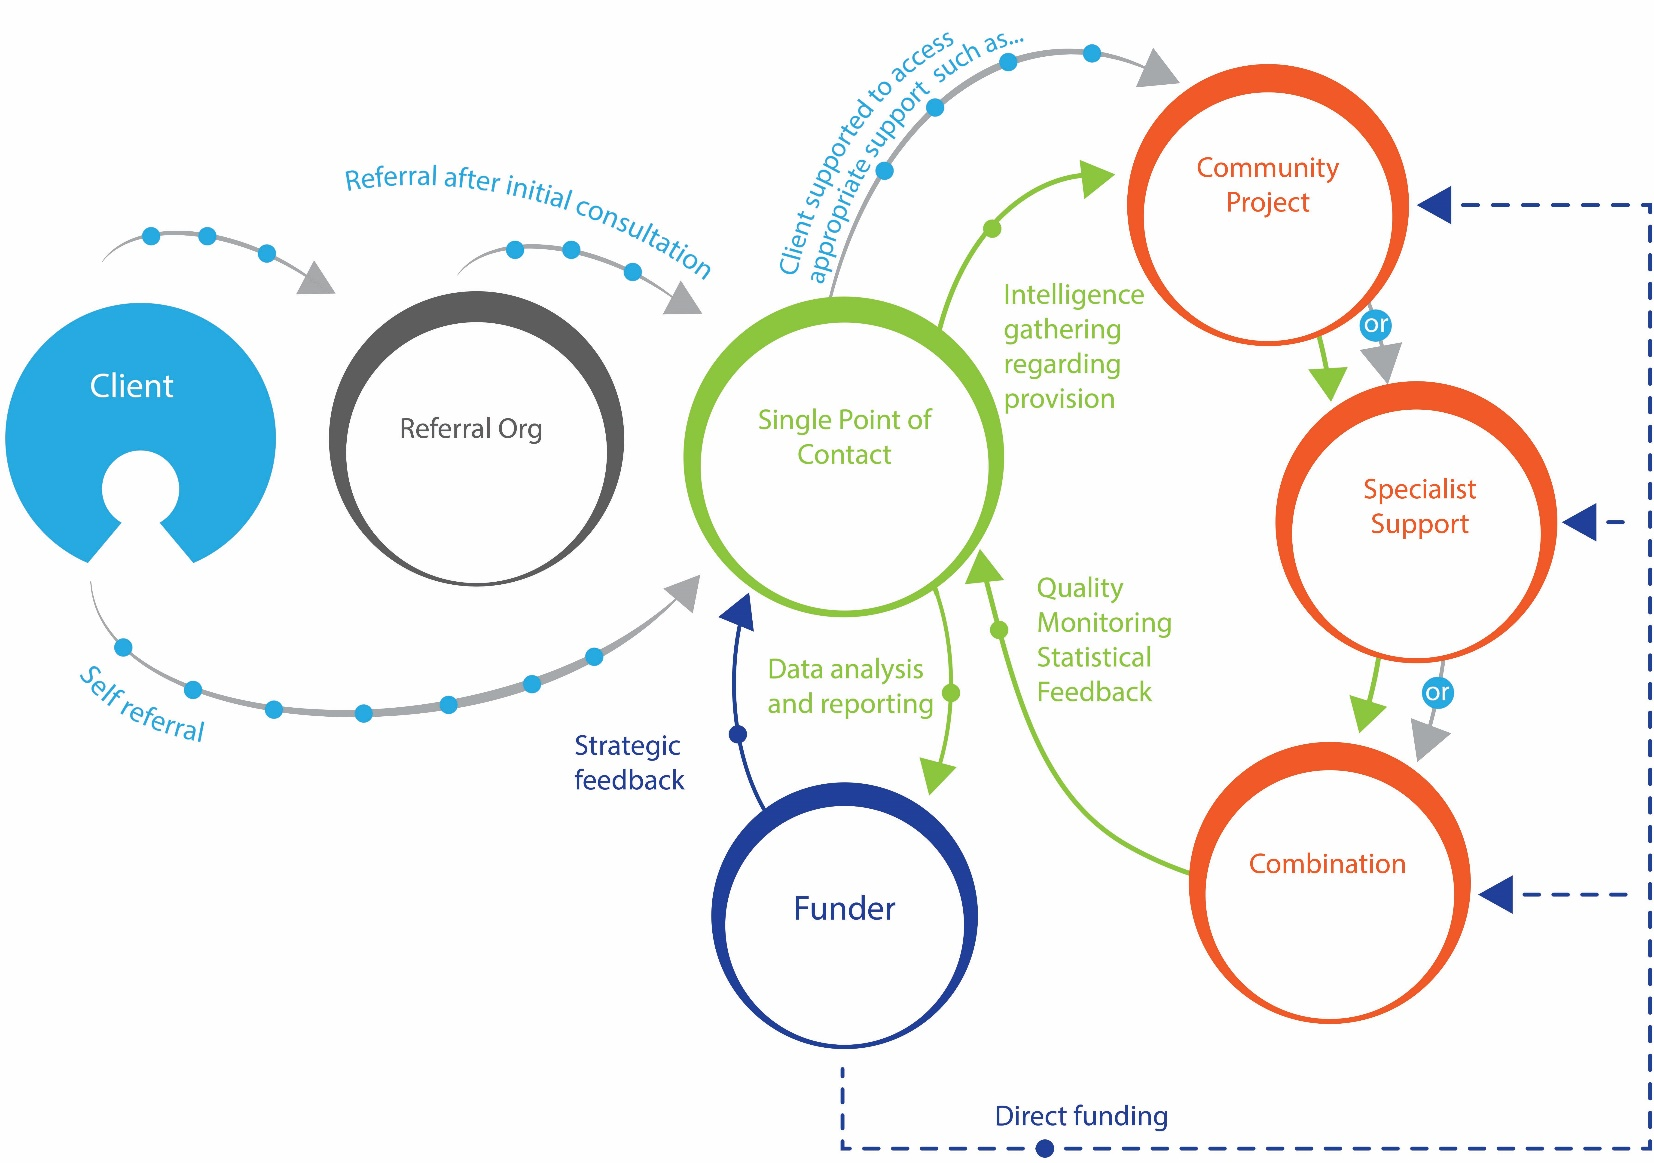 Client supported to access
appropriate support such as...
Referral after initial consultation
Community
Project
Intelligence
gathering
regarding
provision
or
Client
Referral Org
Single Point of
Contact
Specialist
Support
Quality
Monitoring
Statistical
Feedback
Self referral
Data analysis
and reporting
or
Strategic
feedback
Combination
Funder
Direct funding